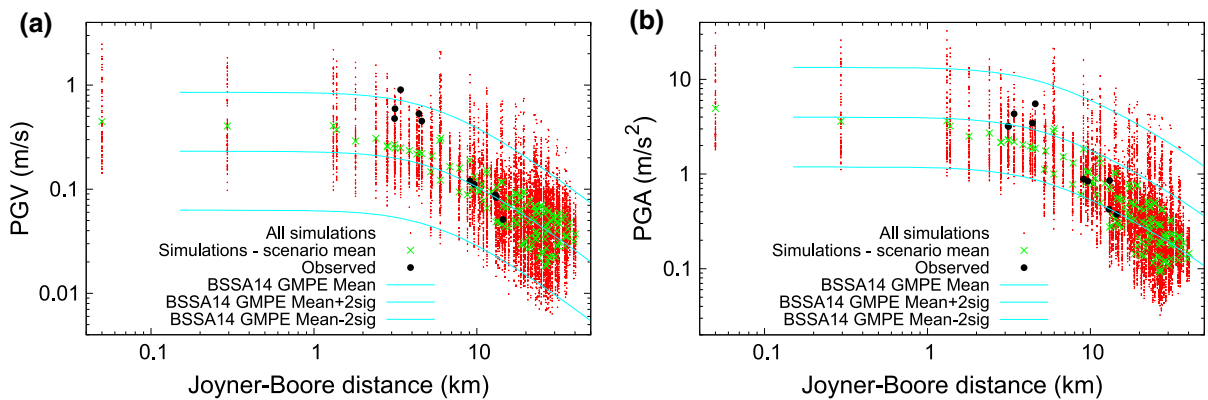 (a)
PGV (m/s)
1
0.1
0.01
All simulations
Simulations - scenario mean
Observed
BSSA14 GMPE Mean
BSSA14 GMPE Mean+2sig
BSSA14 GMPE Mean-2sig
0.1 1 10
Joyner-Boore distance (km)
(b)
PGA (m/s²)
10
1
0.1
All simulations
Simulations - scenario mean
Observed
BSSA14 GMPE Mean
BSSA14 GMPE Mean+2sig
BSSA14 GMPE Mean-2sig
0.1 1 10
Joyner-Boore distance (km)